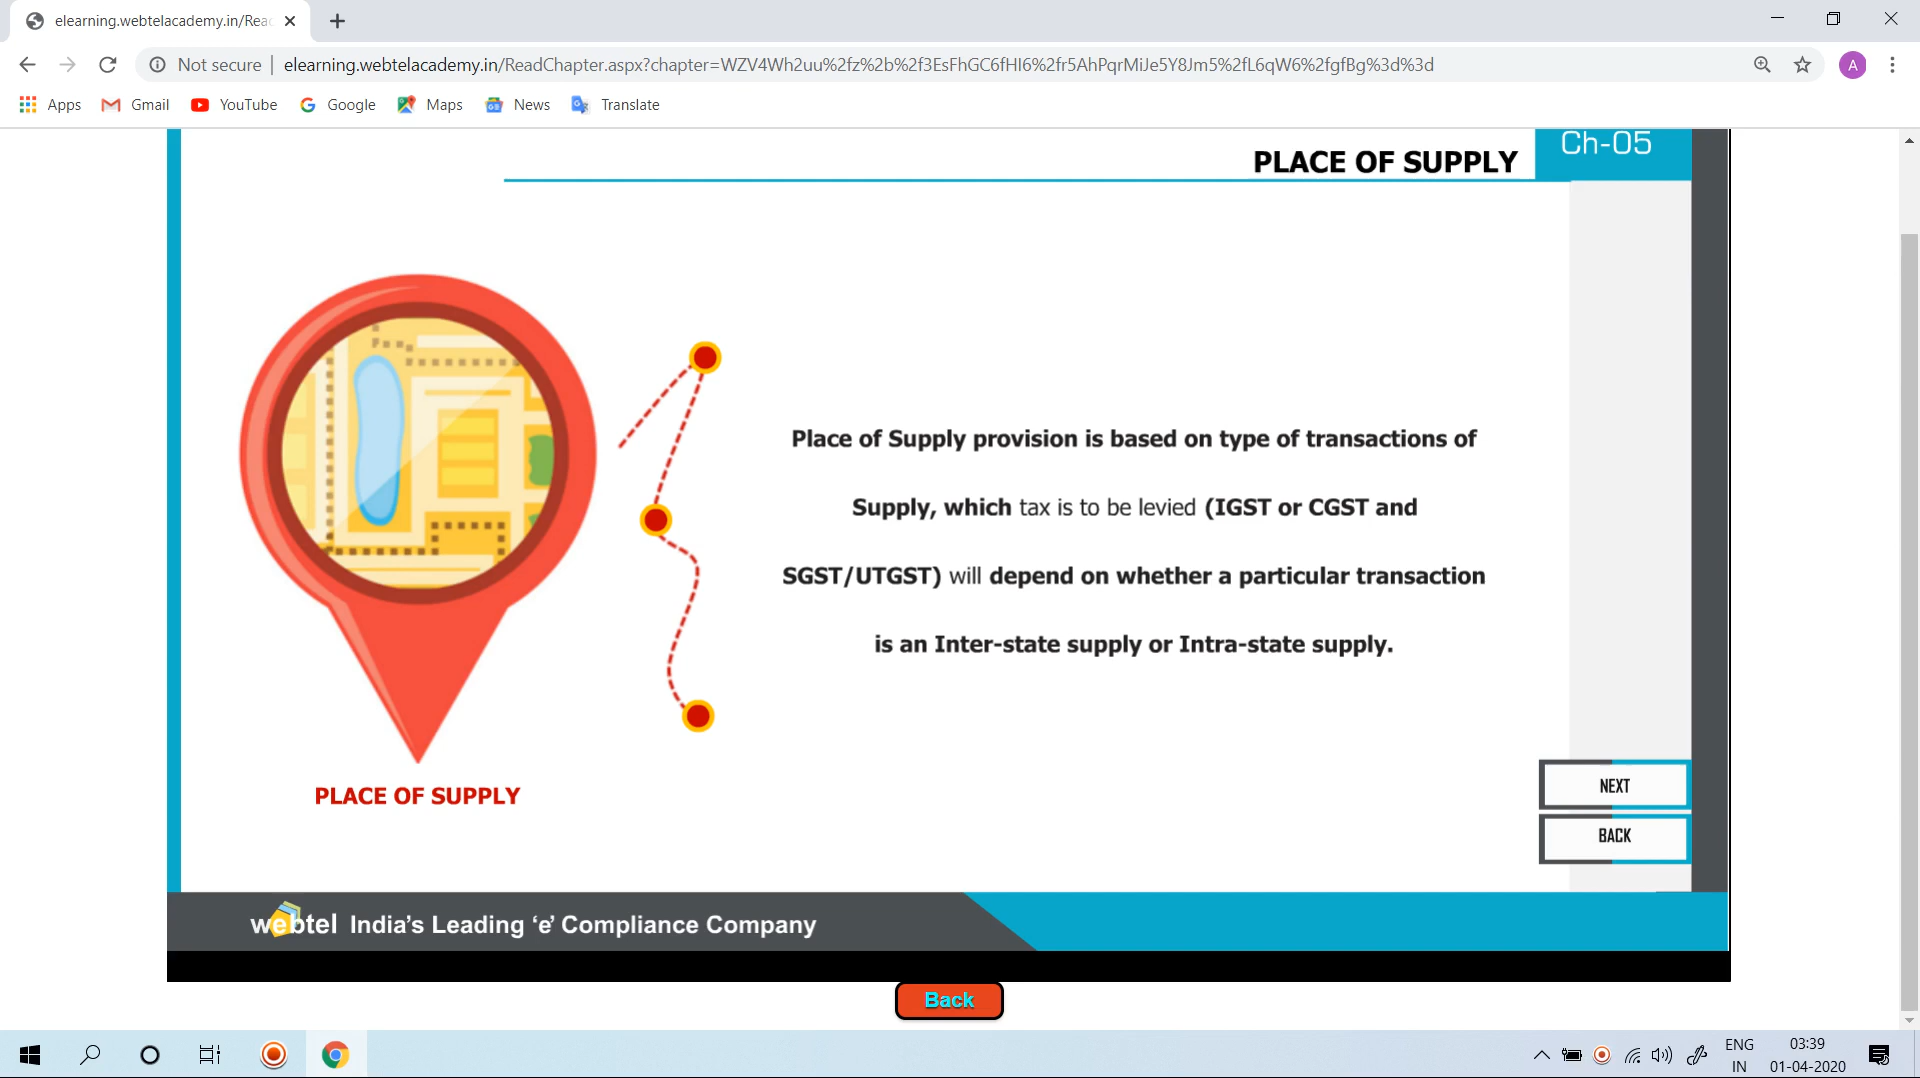 elearning.webtelacademy.in/Rea
Not secure | elearning.webtelacademy.in/ReadChapter.aspx?chapter=WZV4Wh2uu%2fz%2b%2f3EsFhGC6fHI6%2fr5AhPqrMiJe5Y8Jm5%2fL6qW6%2fgfBg%3d%3d
A
Apps Gmail YouTube Google Maps News Translate
Ch-05
PLACE OF SUPPLY
Place of Supply provision is based on type of transactions of
Supply, which tax is to be levied (IGST or CGST and
SGST/UTGST) will depend on whether a particular transaction
is an Inter-state supply or Intra-state supply.
PLACE OF SUPPLY
NEXT
BACK
webtel India's Leading 'e' Compliance Company
Back
ENG 03:39
IN 01-04-2020